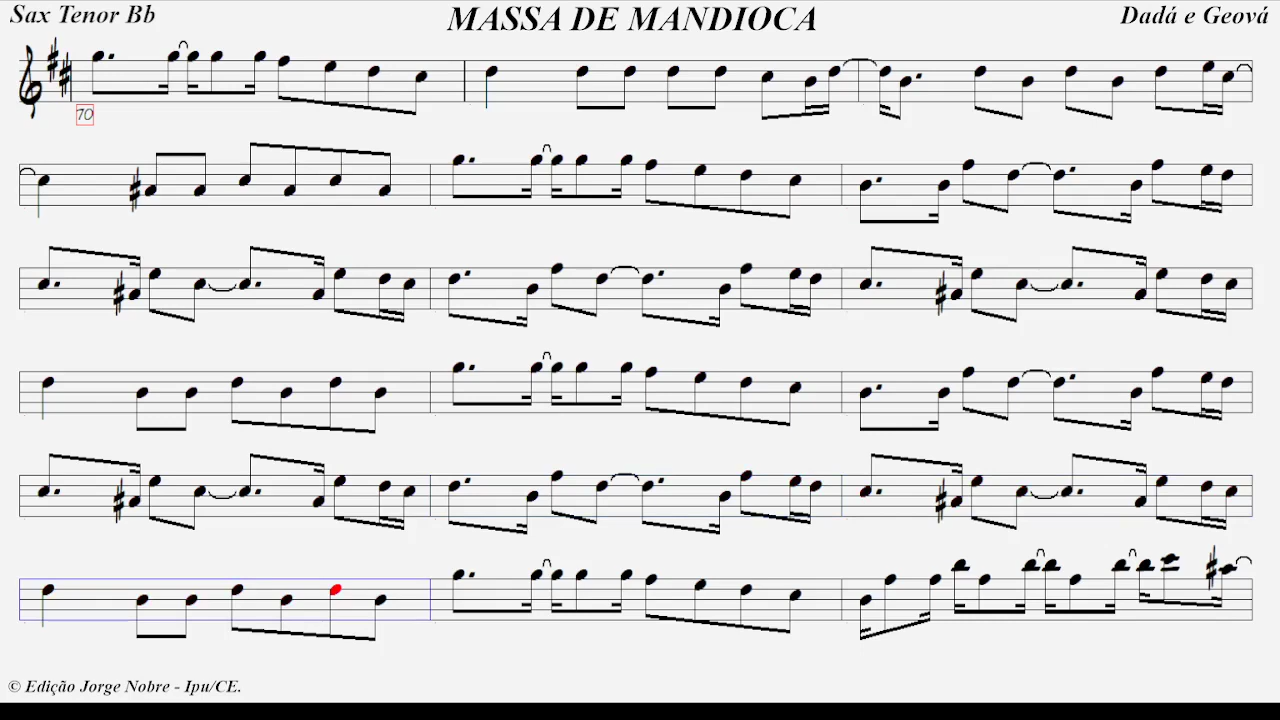 Sax Tenor Bb
MASSA DE MANDIOCA
Dadá e Geová
70
© Edição Jorge Nobre - Ipu/CE.